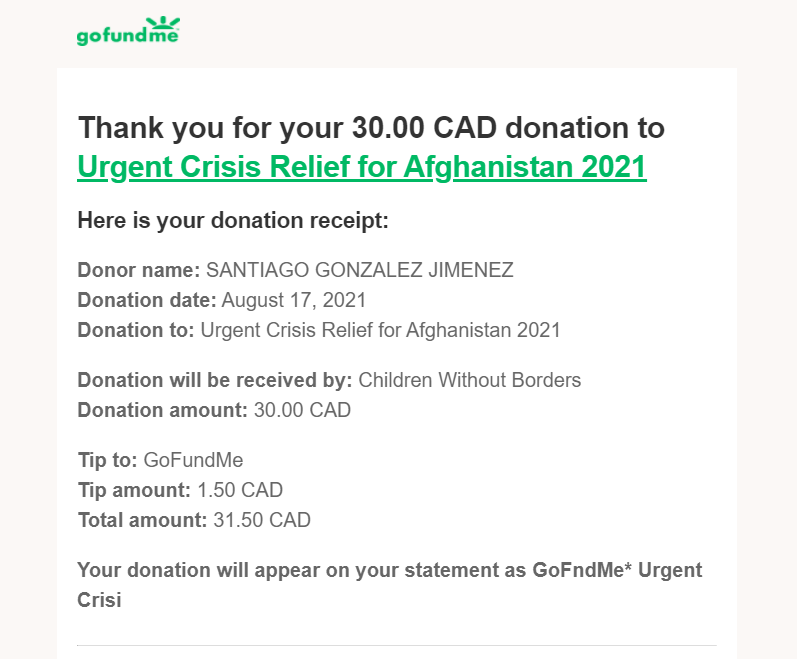 gofundme
Thank you for your 30.00 CAD donation to
Urgent Crisis Relief for Afghanistan 2021
Here is your donation receipt:
Donor name: SANTIAGO GONZALEZ JIMENEZ
Donation date: August 17, 2021
Donation to: Urgent Crisis Relief for Afghanistan 2021
Donation will be received by: Children Without Borders
Donation amount: 30.00 CAD
Tip to: GoFundMe
Tip amount: 1.50 CAD
Total amount: 31.50 CAD
Your donation will appear on your statement as GoFndMe* Urgent
Crisi